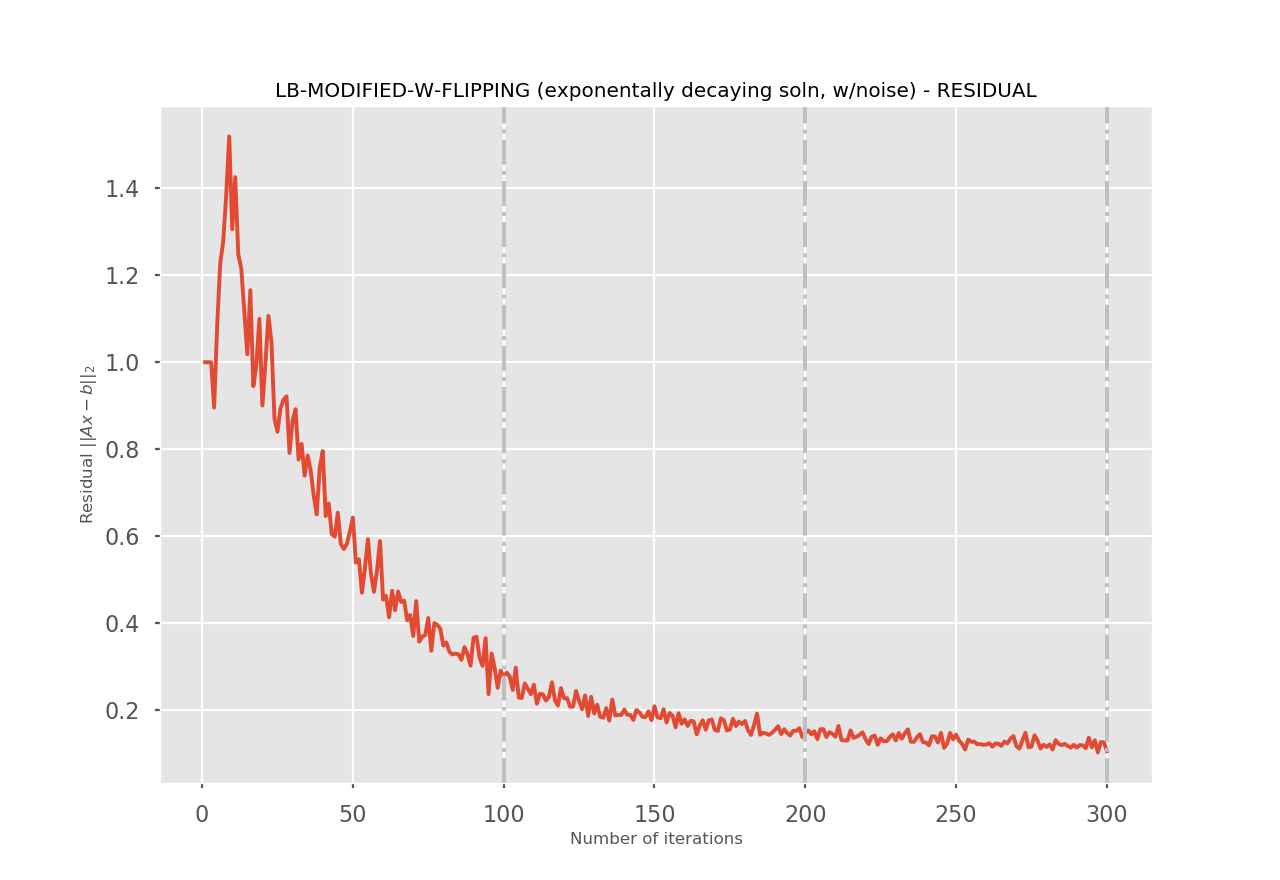 LB-MODIFIED-W-FLIPPING (exponentially decaying soln, w/noise) - RESIDUAL
1.4
1.2
1.0
0.8
0.6
0.4
0.2
Residual ||Ax − b||₂
0 50 100 150 200 250 300
Number of iterations